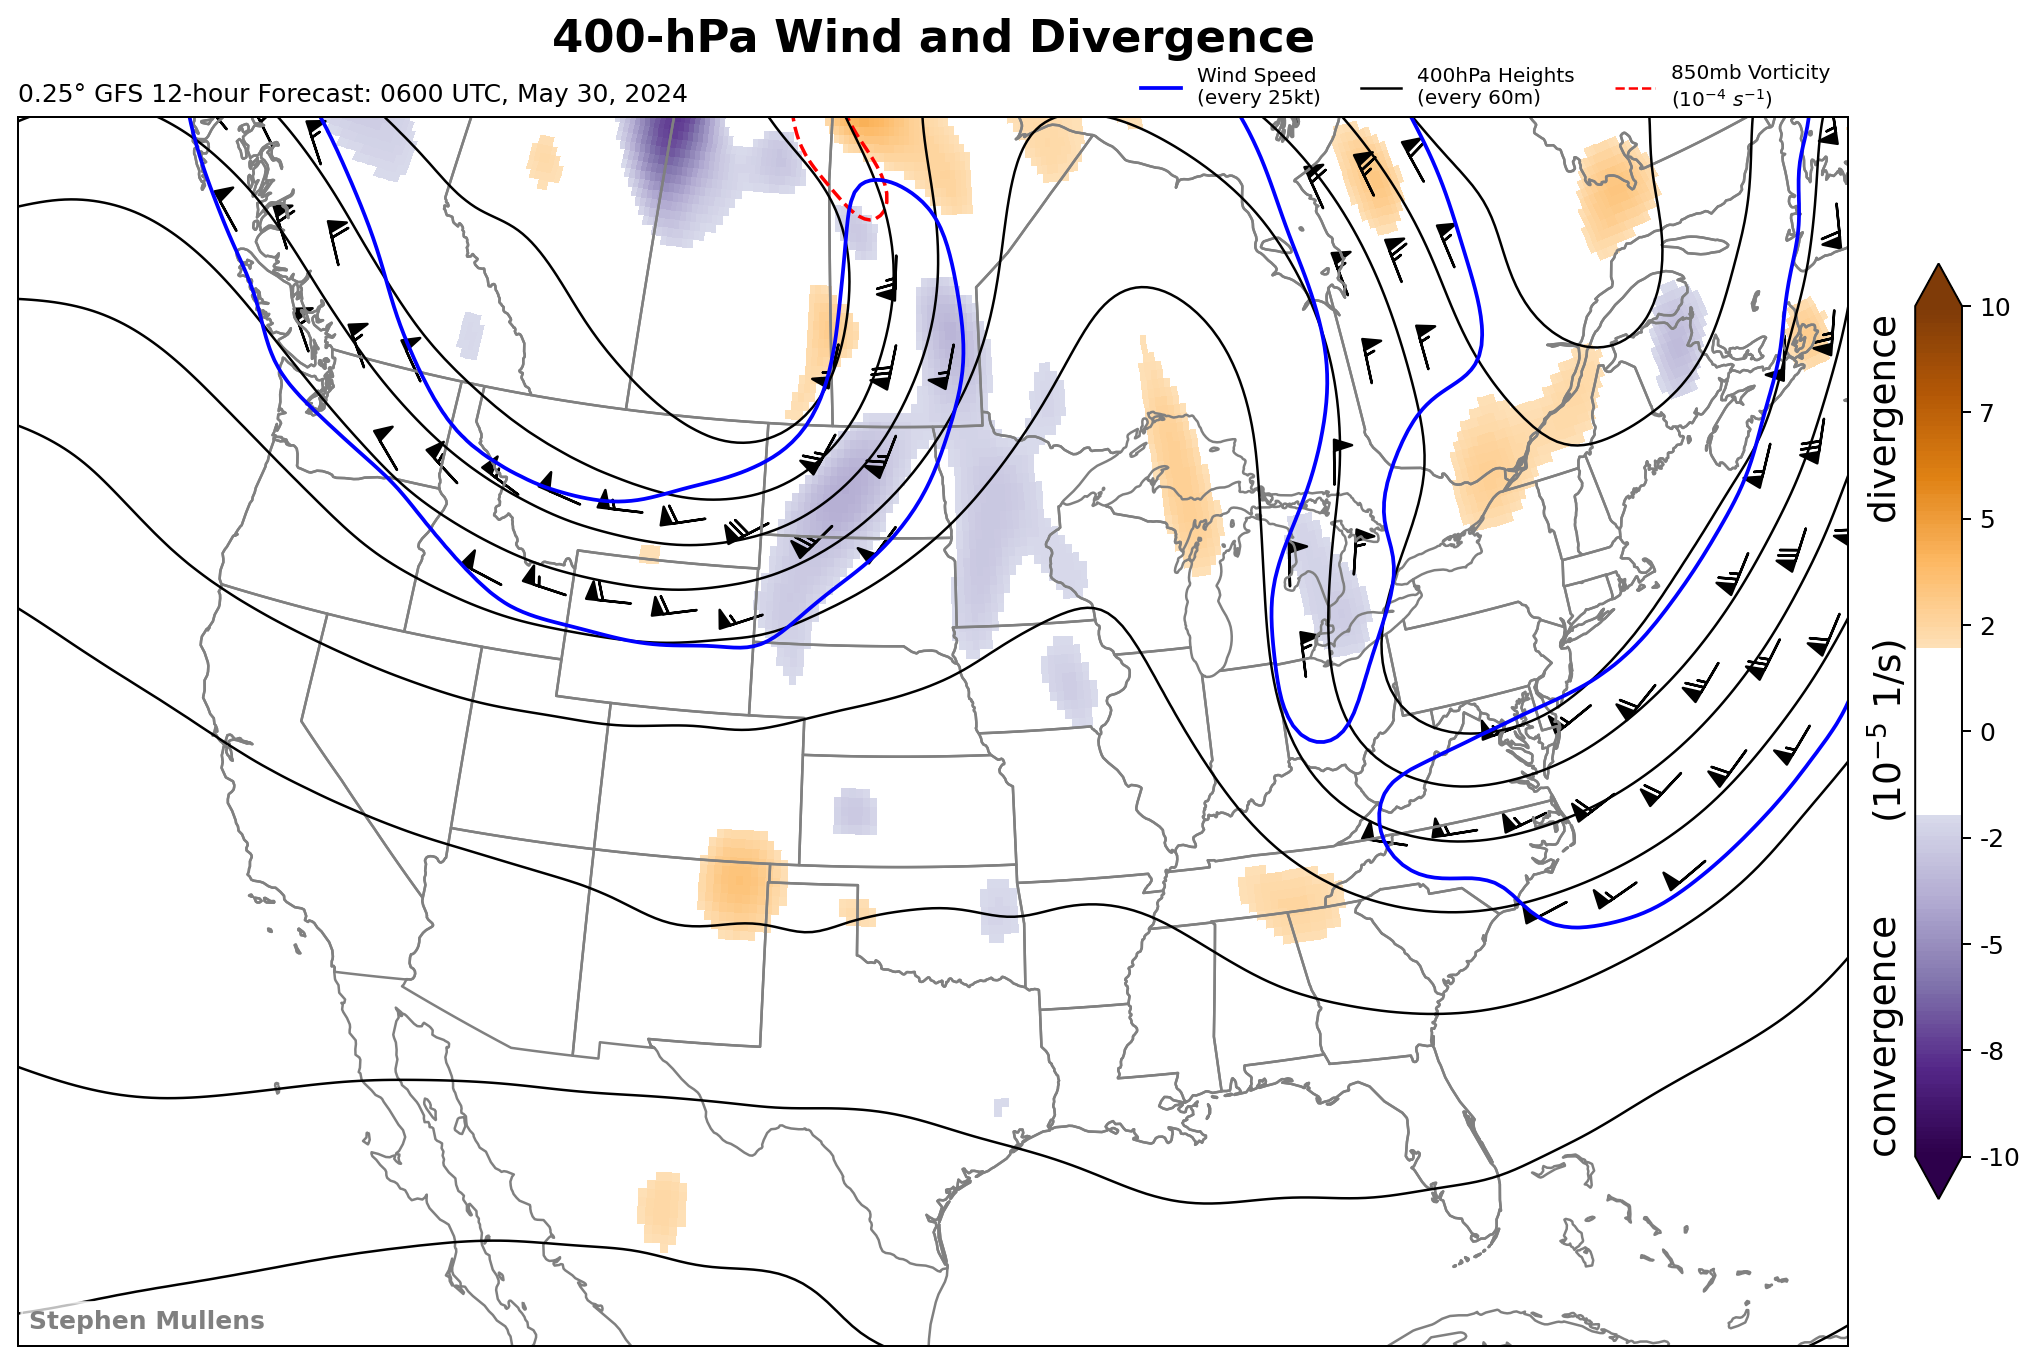 400-hPa Wind and Divergence
0.25° GFS 12-hour Forecast: 0600 UTC, May 30, 2024
Wind Speed
(every 25kt)
400hPa Heights
(every 60m)
850mb Vorticity
(10⁻⁴ s⁻¹)
10
7
5
2
0
-2
-5
-8
-10
convergence (10⁻⁵ 1/s) divergence
Stephen Mullens